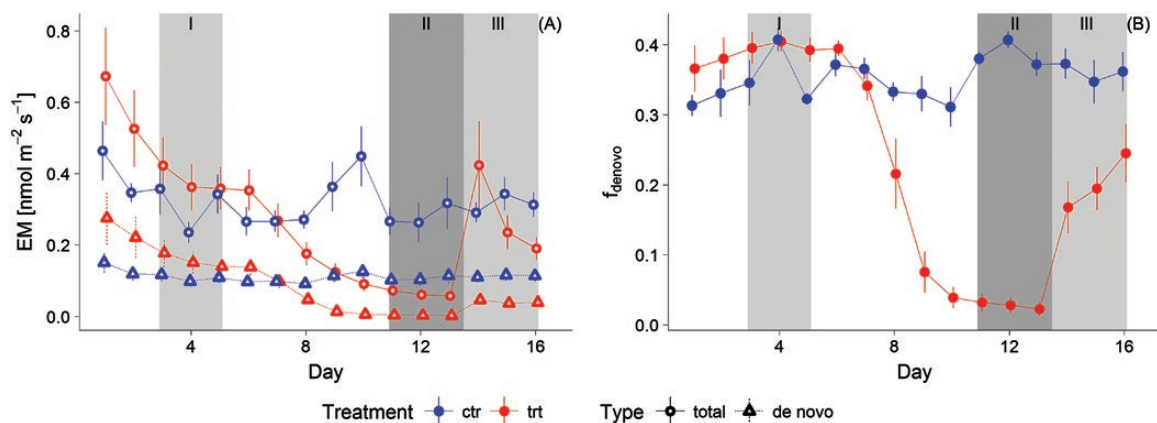 I II III (A)
EM [nmol m⁻² s⁻¹]
0.8
0.6
0.4
0.2
0.0
4 8 12 16
Day
I II III (B)
f_denovo
0.4
0.3
0.2
0.1
0.0
4 8 12 16
Day
Treatment ctr trt Type total de novo